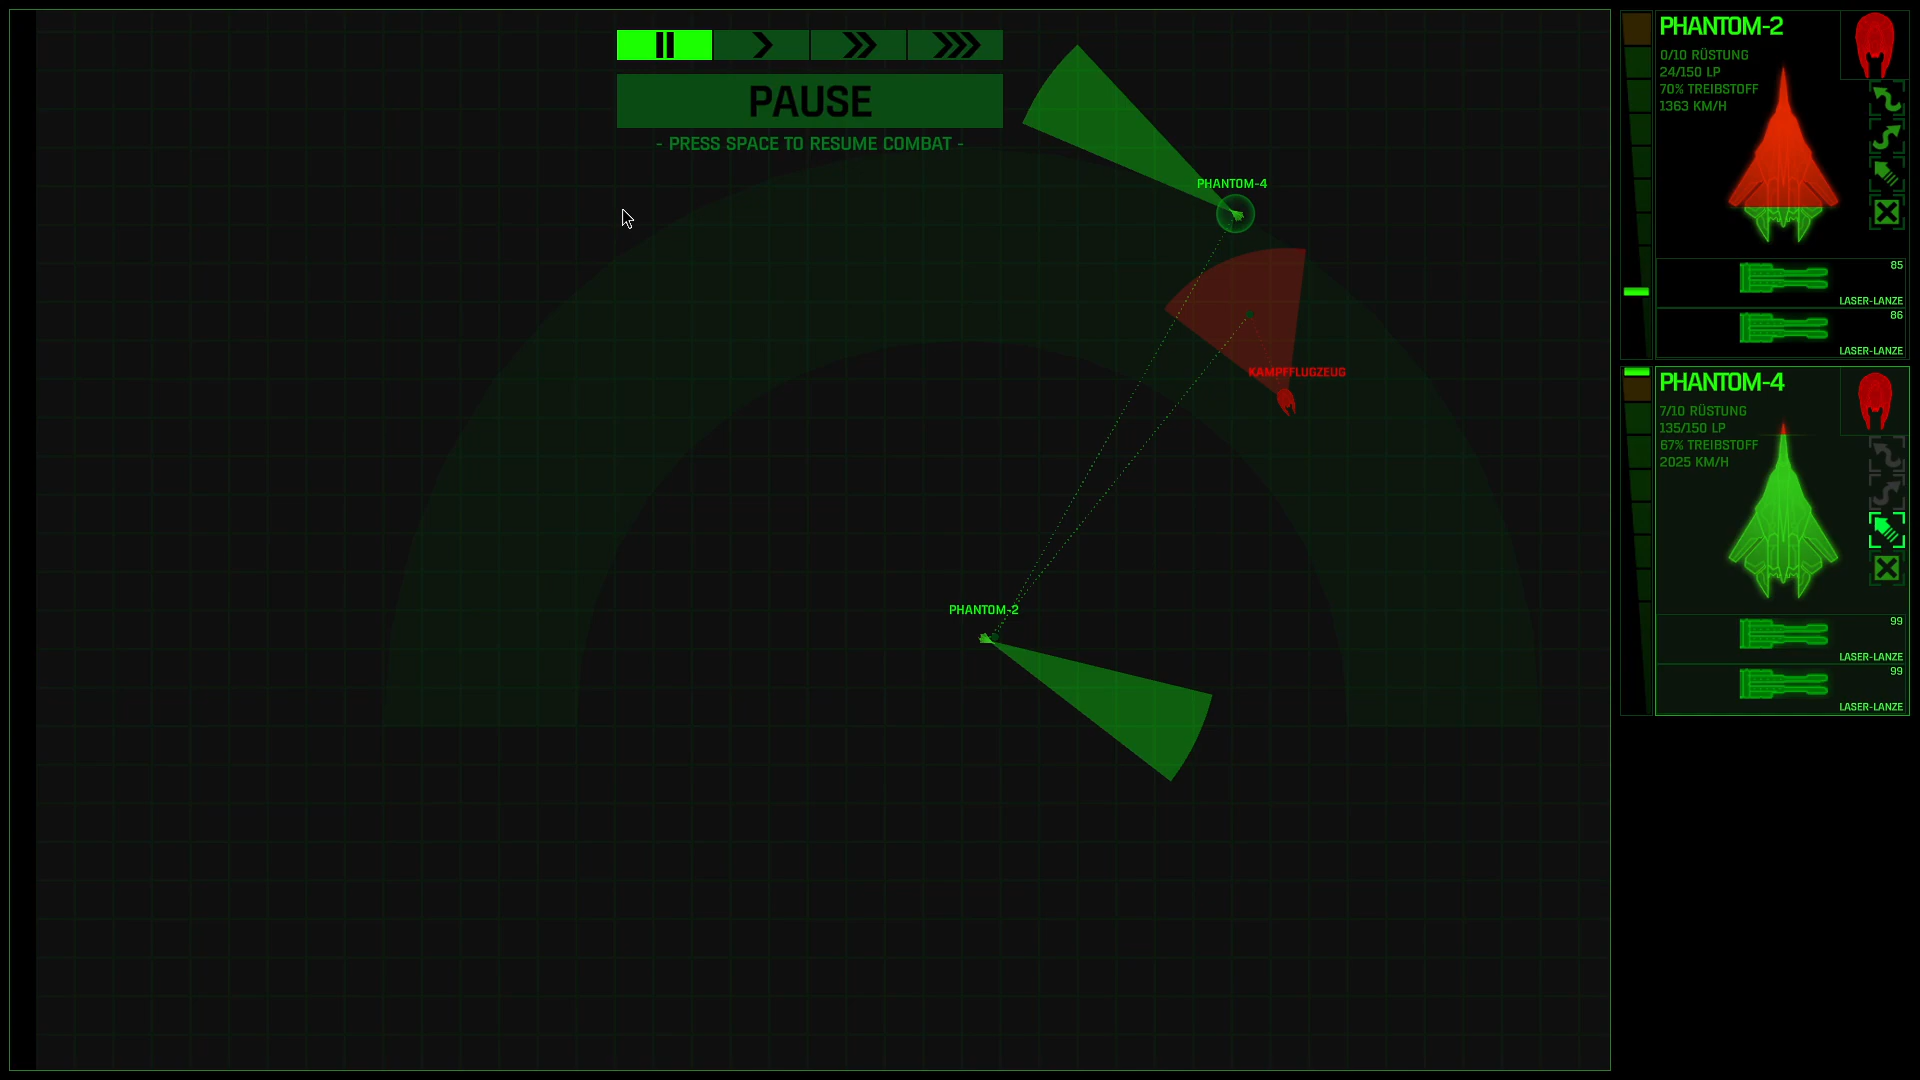 PAUSE
- PRESS SPACE TO RESUME COMBAT -
PHANTOM-4
KAMPFFLUGZEUG
PHANTOM-2
PHANTOM-2
0/10 RÜSTUNG
24/150 LP
70% TREIBSTOFF
1363 KM/H
85
LASER-LANZE
86
LASER-LANZE
PHANTOM-4
7/10 RÜSTUNG
135/150 LP
67% TREIBSTOFF
2025 KM/H
99
LASER-LANZE
99
LASER-LANZE